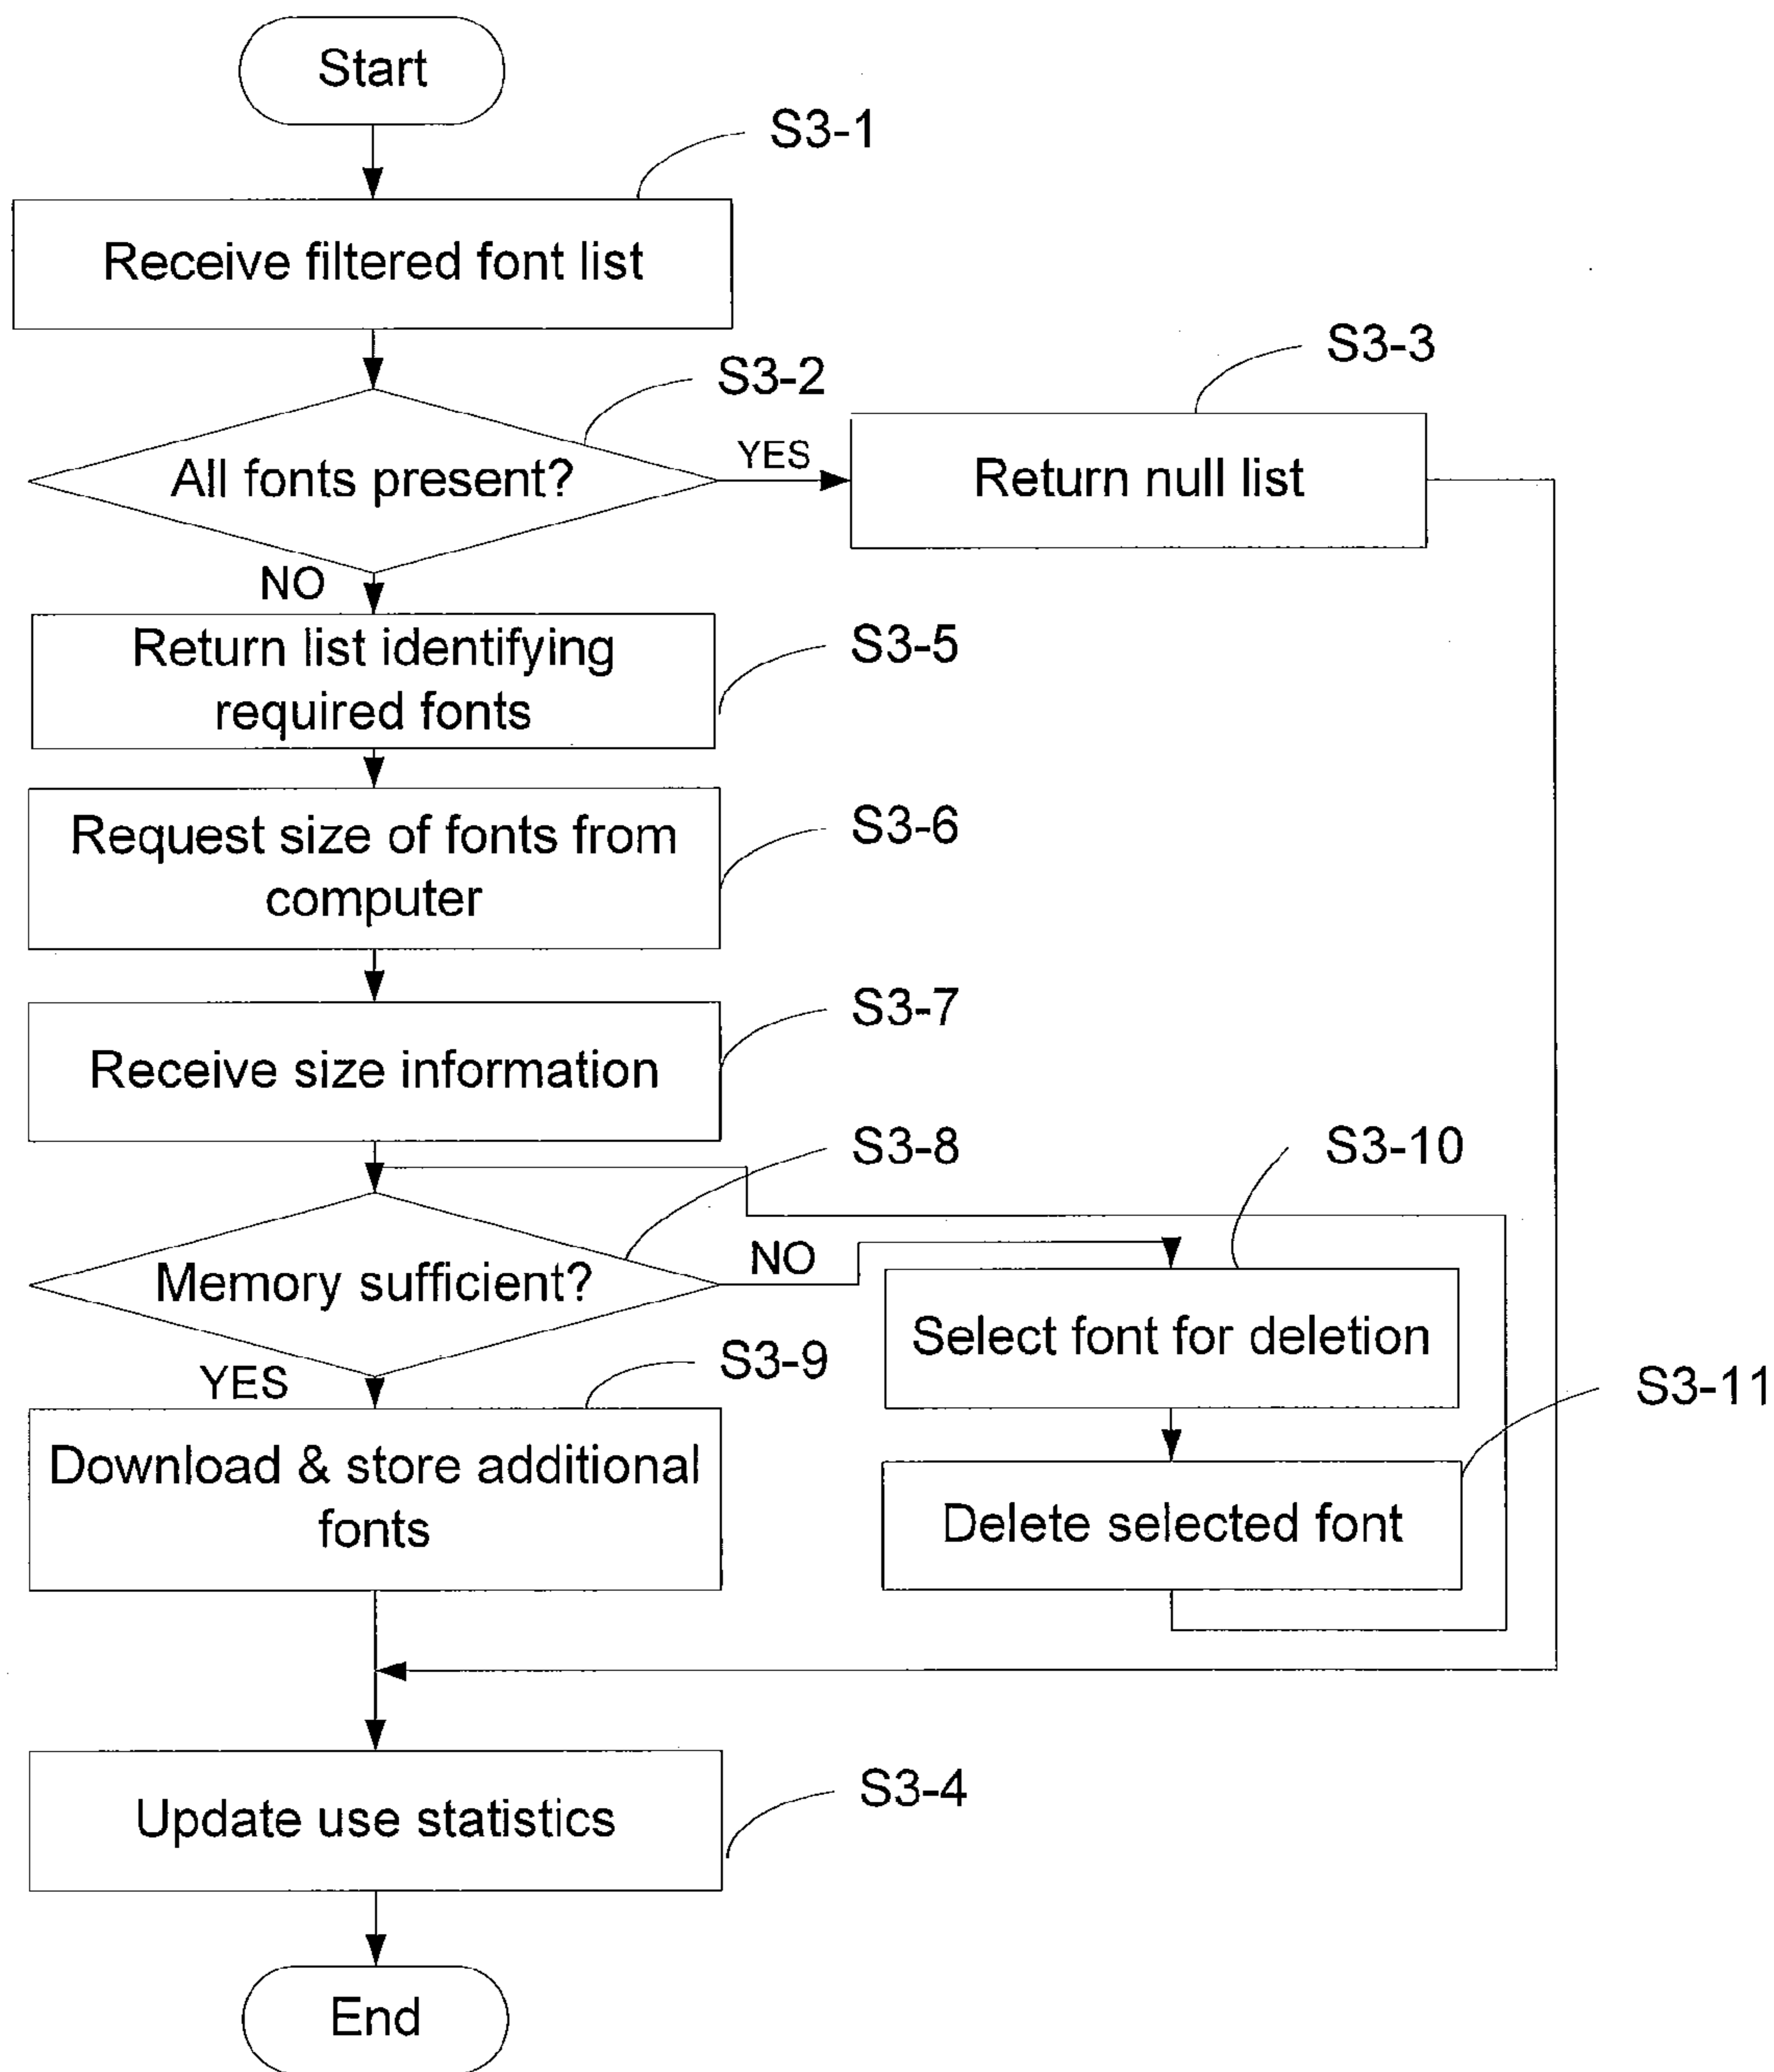 Start
S3-1
Receive filtered font list
S3-3
S3-2
All fonts present?
YES
Return null list
NO
Return list identifying
required fonts
S3-5
Request size of fonts from
computer
S3-6
S3-7
Receive size information
S3-8
S3-10
Memory sufficient?
NO
Select font for deletion
YES
S3-9
S3-11
Download & store additional
fonts
Delete selected font
S3-4
Update use statistics
End